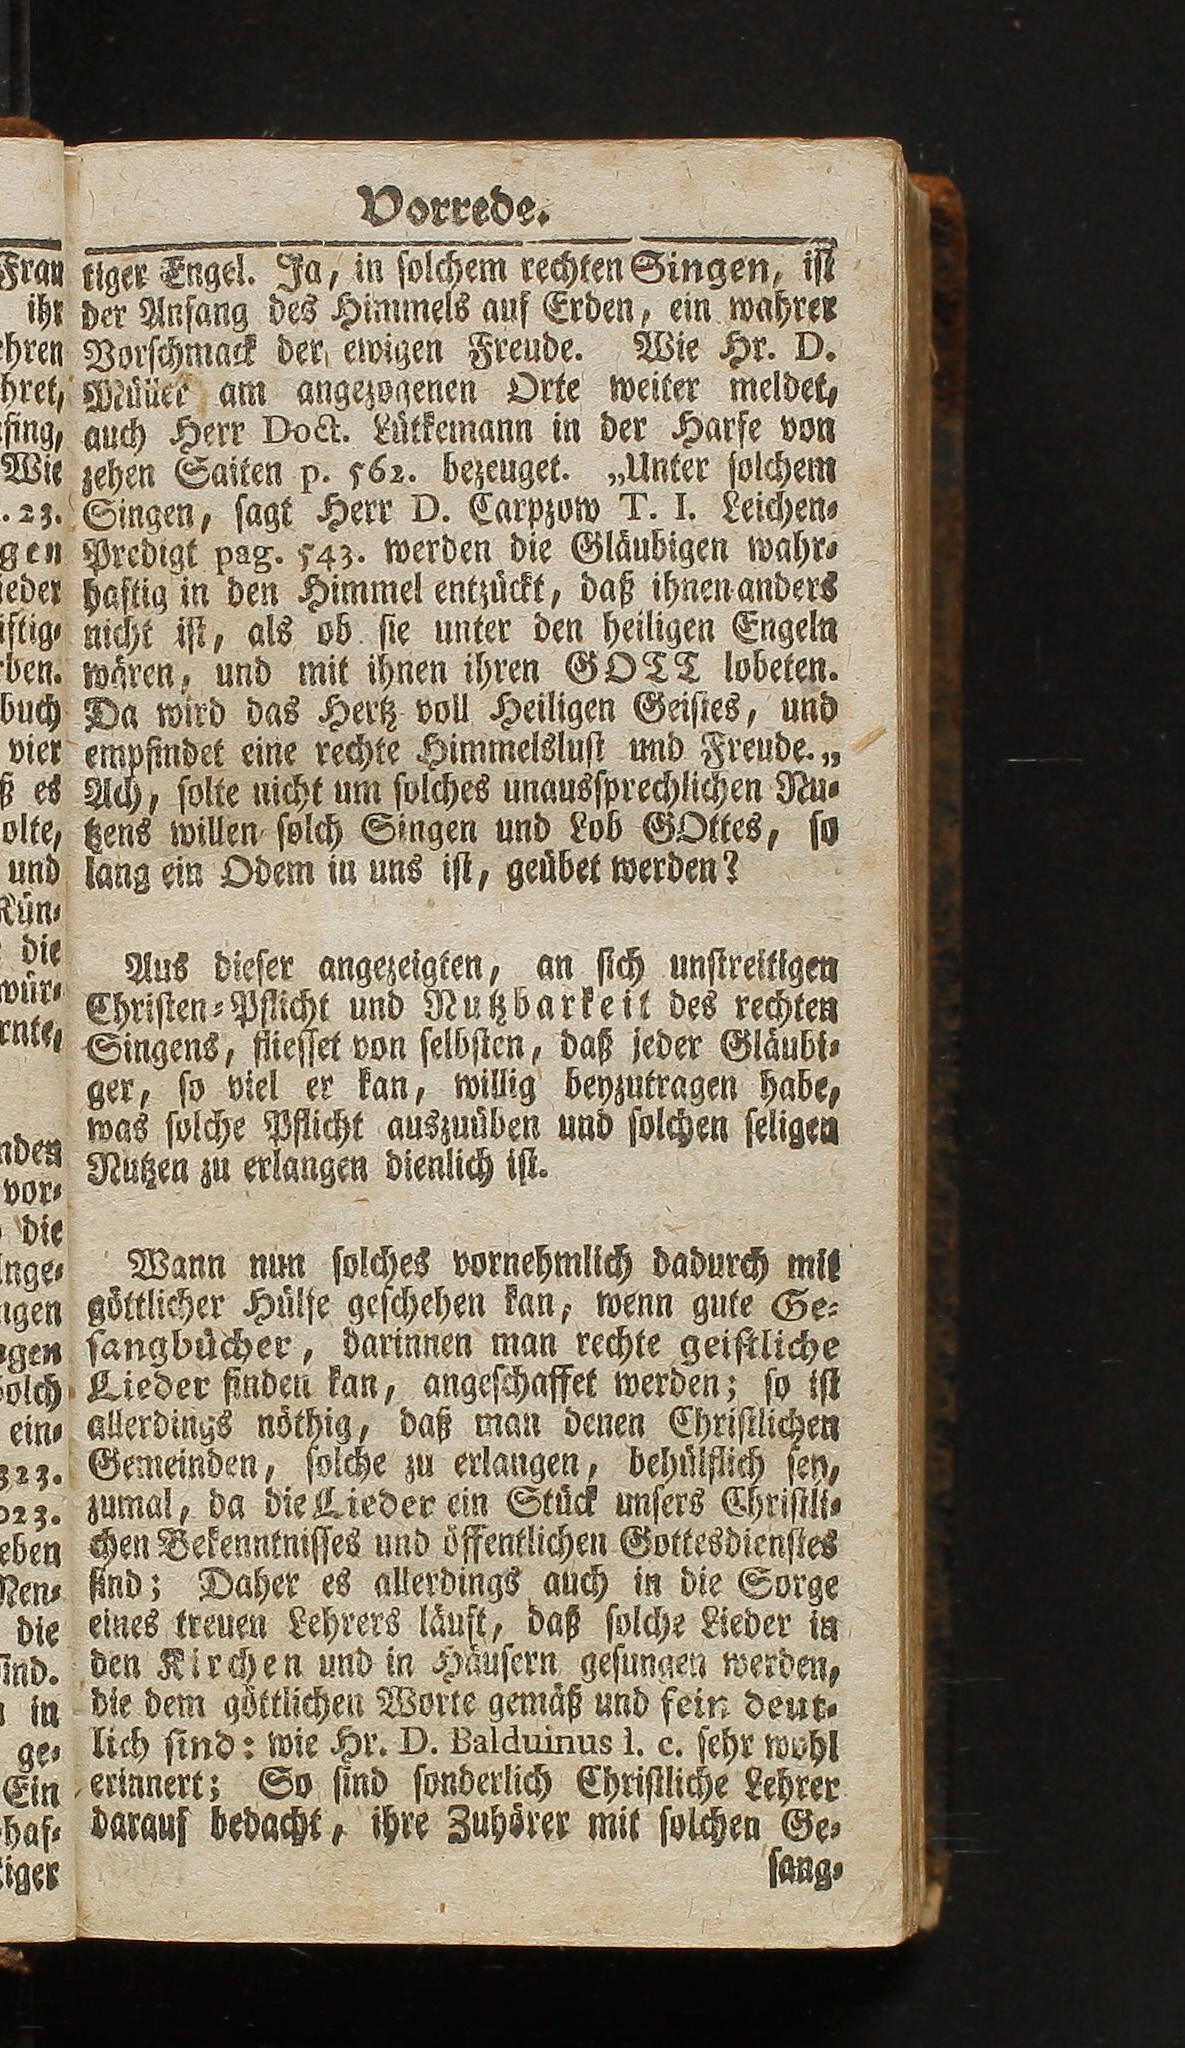 Vorrede.
tiger Engel. Ja, in solchem rechten Singen, ist
der Anfang des Himmels auf Erden, ein wahrer
Vorschmack der ewigen Freude. Wie Hr. D.
Müller am angezogenen Orte weiter meldet,
auch Herr Doct. Lütkemann in der Harfe von
zehen Saiten p. 562. bezeuget. „Unter solchem
Singen, sagt Herr D. Carpzow T. I. Leichen-
Predigt pag. 543. werden die Gläubigen wahr-
haftig in den Himmel entzückt, daß ihnen anders
nicht ist, als ob sie unter den heiligen Engeln
wären, und mit ihnen ihren GOTT lobeten.
Da wird das Hertz voll Heiligen Geistes, und
empfindet eine rechte Himmelslust und Freude.„
Ach, solte nicht um solches unaussprechlichen Nu-
tzens willen solch Singen und Lob GOttes, so
lang ein Odem in uns ist, geübet werden?
Aus dieser angezeigten, an sich unstreitigen
Christen-Pflicht und Nutzbarkeit des rechten
Singens, fliesset von selbsten, daß jeder Gläubi-
ger, so viel er kan, willig beyzutragen habe,
was solche Pflicht auszuüben und solchen seligen
Nutzen zu erlangen dienlich ist.
Wann nun solches vornehmlich dadurch mit
göttlicher Hülfe geschehen kan, wenn gute Ge-
sangbücher, darinnen man rechte geistliche
Lieder finden kan, angeschaffet werden; so ist
allerdings nöthig, daß man denen Christlichen
Gemeinden, solche zu erlangen, behülflich sey,
zumal, da die Lieder ein Stück unsers Christli-
chen Bekenntnisses und öffentlichen Gottesdienstes
sind; Daher es allerdings auch in die Sorge
eines treuen Lehrers läuft, daß solche Lieder in
den Kirchen und in Häusern gesungen werden,
die dem göttlichen Worte gemäß und fein deut-
lich sind: wie Hr. D. Balduinus l. c. sehr wohl
erinnert; So sind sonderlich Christliche Lehrer
darauf bedacht, ihre Zuhörer mit solchen Ge-
sang-